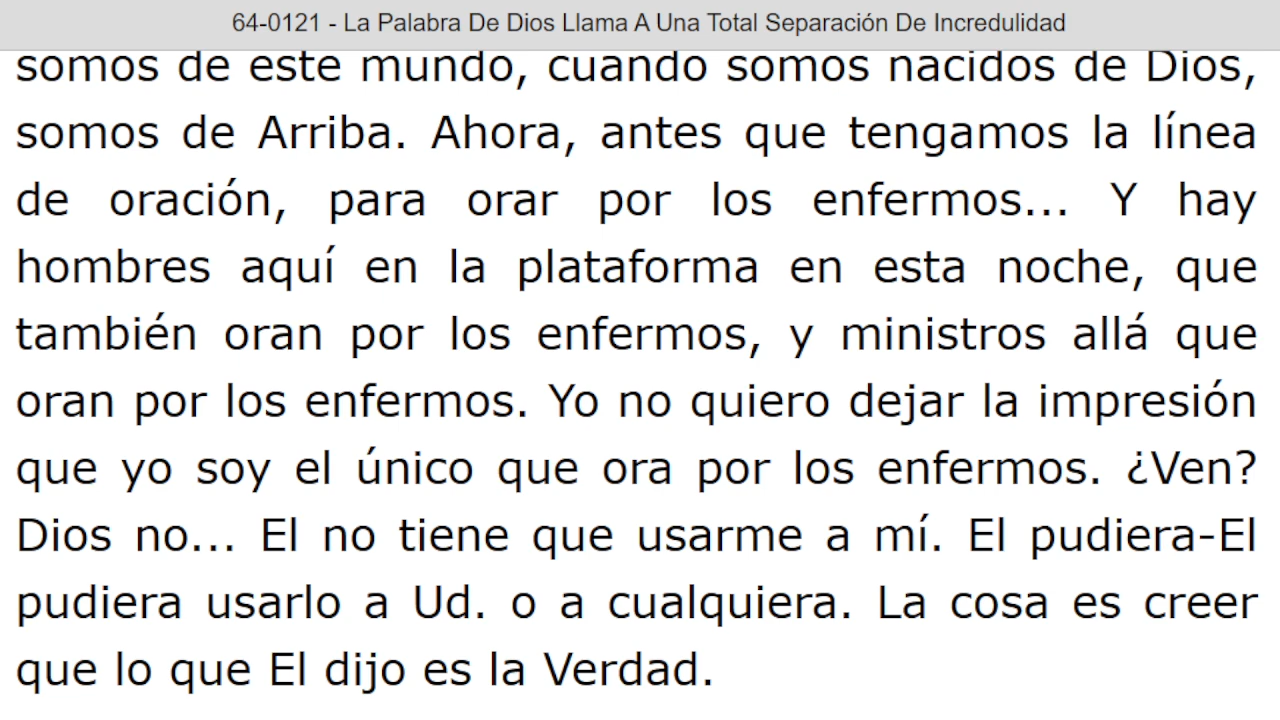 64-0121 - La Palabra De Dios Llama A Una Total Separación De Incredulidad
somos de este mundo, cuando somos nacidos de Dios,
somos de Arriba. Ahora, antes que tengamos la línea
de oración, para orar por los enfermos... Y hay
hombres aquí en la plataforma en esta noche, que
también oran por los enfermos, y ministros allá que
oran por los enfermos. Yo no quiero dejar la impresión
que yo soy el único que ora por los enfermos. ¿Ven?
Dios no... El no tiene que usarme a mí. El pudiera-El
pudiera usarlo a Ud. o a cualquiera. La cosa es creer
que lo que El dijo es la Verdad.